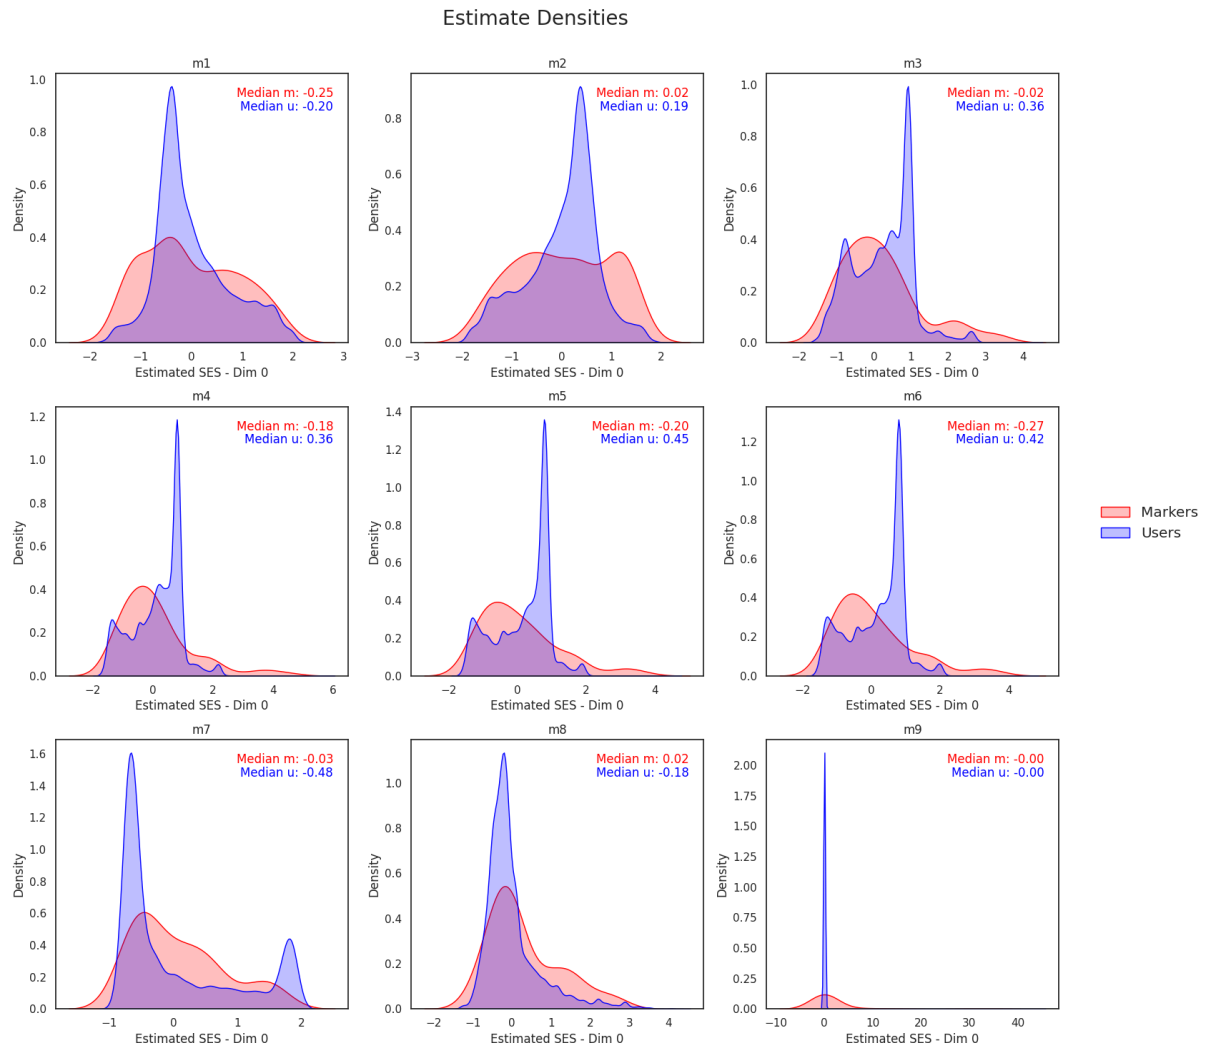 Estimate Densities
m1
Median m: -0.25
Median u: -0.20
1.0
0.8
0.6
0.4
0.2
0.0
Density
−2 −1 0 1 2 3
Estimated SES - Dim 0
m2
Median m: 0.02
Median u: 0.19
0.8
0.6
0.4
0.2
0.0
Density
−3 −2 −1 0 1 2
Estimated SES - Dim 0
m3
Median m: -0.02
Median u: 0.36
1.0
0.8
0.6
0.4
0.2
0.0
Density
−2 −1 0 1 2 3 4
Estimated SES - Dim 0
m4
Median m: -0.18
Median u: 0.36
1.2
1.0
0.8
0.6
0.4
0.2
0.0
Density
−2 0 2 4 6
Estimated SES - Dim 0
m5
Median m: -0.20
Median u: 0.45
1.4
1.2
1.0
0.8
0.6
0.4
0.2
0.0
Density
−2 0 2 4
Estimated SES - Dim 0
m6
Median m: -0.27
Median u: 0.42
1.2
1.0
0.8
0.6
0.4
0.2
0.0
Density
−2 0 2 4
Estimated SES - Dim 0
Markers
Users
m7
Median m: -0.03
Median u: -0.48
1.6
1.4
1.2
1.0
0.8
0.6
0.4
0.2
0.0
Density
−1 0 1 2
Estimated SES - Dim 0
m8
Median m: 0.02
Median u: -0.18
1.0
0.8
0.6
0.4
0.2
0.0
Density
−2 −1 0 1 2 3 4
Estimated SES - Dim 0
m9
Median m: -0.00
Median u: -0.00
2.00
1.75
1.50
1.25
1.00
0.75
0.50
0.25
0.00
Density
−10 0 10 20 30 40
Estimated SES - Dim 0